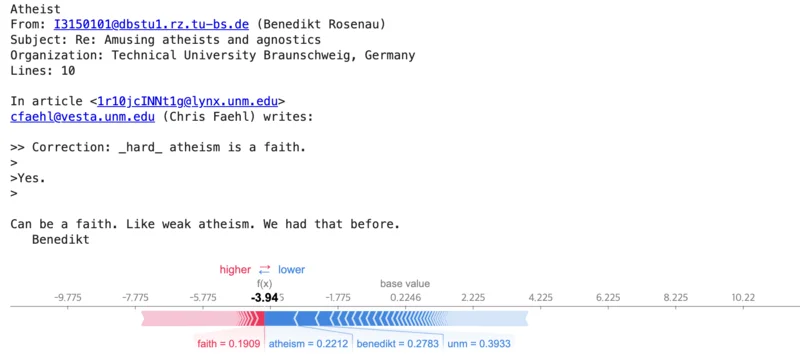 Atheist
From: I3150101@dbstu1.rz.tu-bs.de (Benedikt Rosenau)
Subject: Re: Amusing atheists and agnostics
Organization: Technical University Braunschweig, Germany
Lines: 10
In article <1r10jcINNt1g@lynx.unm.edu>
cfaehl@vesta.unm.edu (Chris Faehl) writes:
>> Correction: _hard_ atheism is a faith.
>
>Yes.
>
Can be a faith. Like weak atheism. We had that before.
Benedikt
higher ⇄ lower
f(x) base value
-9.775 -7.775 -5.775 -3.94 5 -1.775 0.2246 2.225 4.225 6.225 8.225 10.22
faith = 0.1909 atheism = 0.2212 benedikt = 0.2783 unm = 0.3933